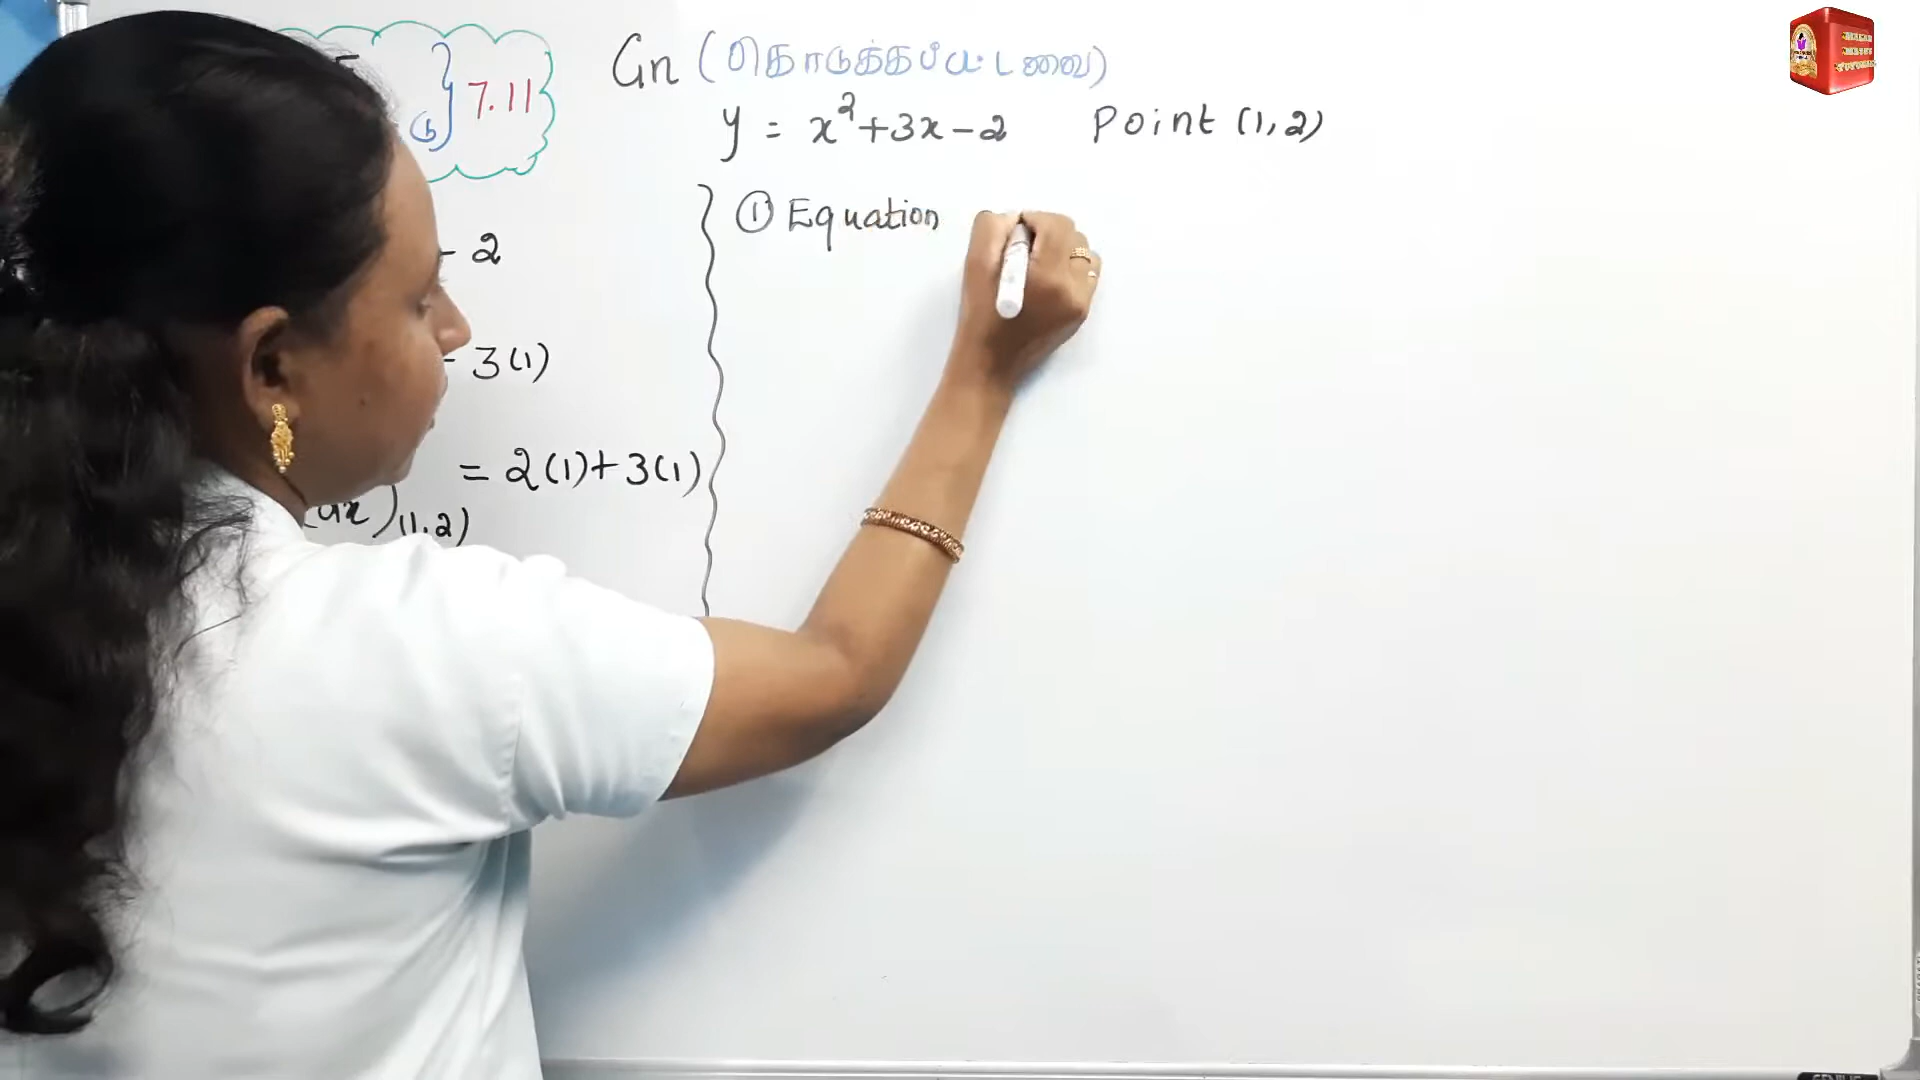 7.11
Gn (கொடுக்கப்பட்டவை)
y = x²+3x-2 Point (1,2)
- 2
3(1)
= 2(1)+3(1)
(1,2)
① Equation